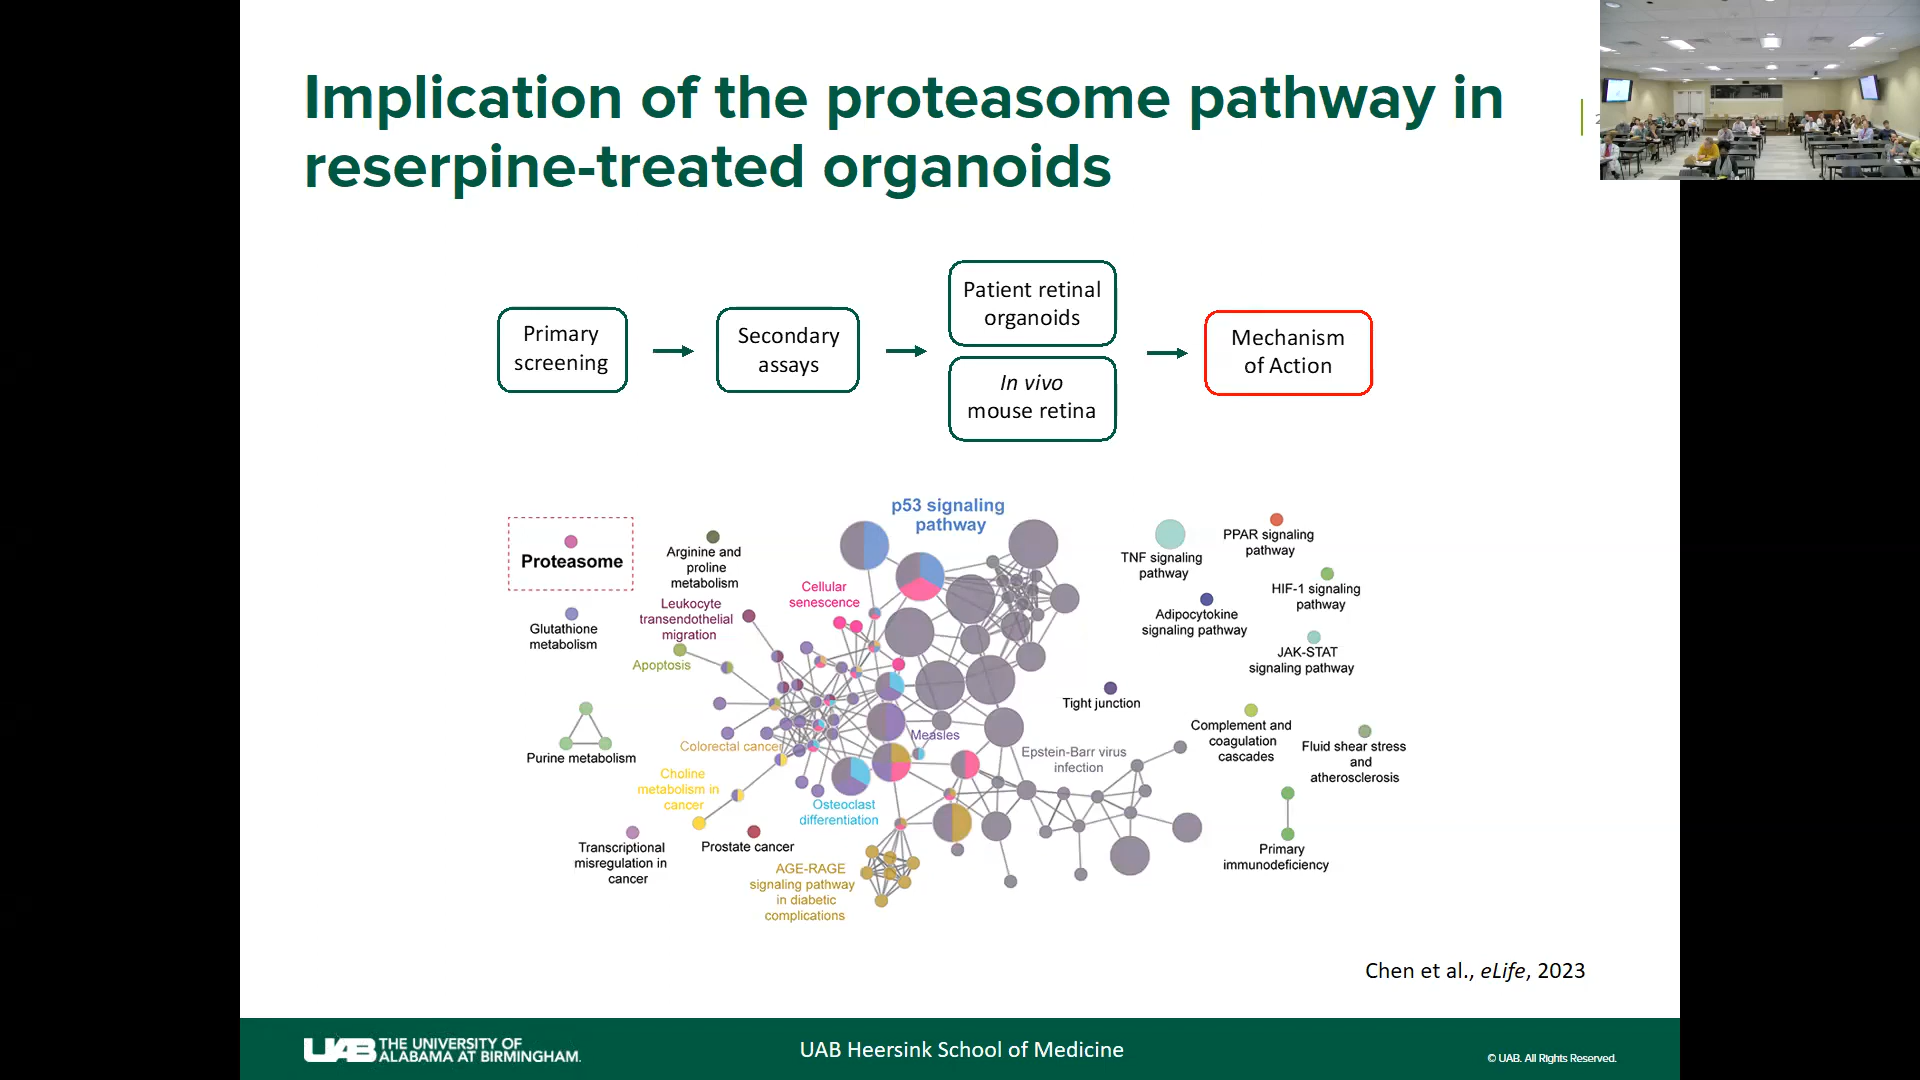 Implication of the proteasome pathway in
reserpine-treated organoids
Primary
screening
Secondary
assays
Patient retinal
organoids
In vivo
mouse retina
Mechanism
of Action
p53 signaling
pathway
Proteasome
Arginine and
proline
metabolism
Cellular
senescence
Leukocyte
transendothelial
migration
Glutathione
metabolism
Apoptosis
TNF signaling
pathway
PPAR signaling
pathway
HIF-1 signaling
pathway
Adipocytokine
signaling pathway
JAK-STAT
signaling pathway
Tight junction
Purine metabolism
Colorectal cancer
Measles
Epstein-Barr virus
infection
Complement and
coagulation
cascades
Fluid shear stress
and
atherosclerosis
Choline
metabolism in
cancer
Osteoclast
differentiation
Transcriptional
misregulation in
cancer
Prostate cancer
AGE-RAGE
signaling pathway
in diabetic
complications
Primary
immunodeficiency
Chen et al., eLife, 2023
UAB THE UNIVERSITY OF
ALABAMA AT BIRMINGHAM.
UAB Heersink School of Medicine
© UAB. All Rights Reserved.